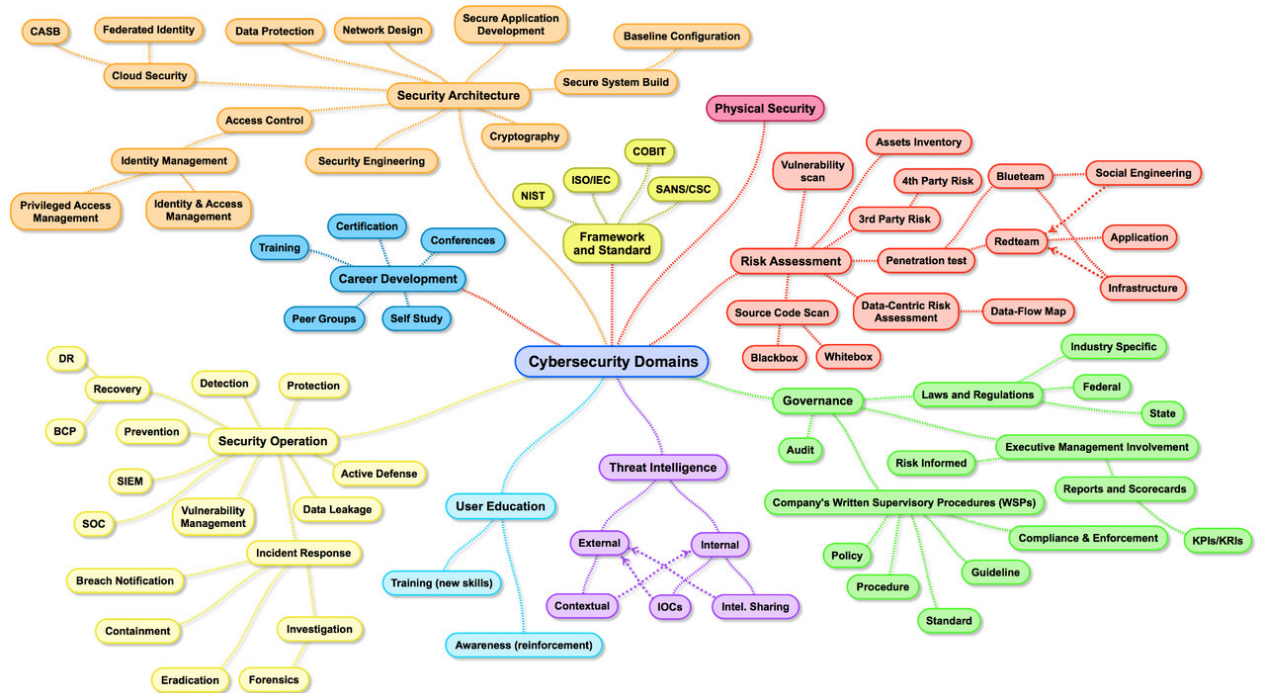 CASB
Federated Identity
Data Protection
Network Design
Secure Application
Development
Baseline Configuration
Cloud Security
Secure System Build
Security Architecture
Access Control
Cryptography
Identity Management
Security Engineering
Privileged Access
Management
Identity & Access
Management
Physical Security
NIST
ISO/IEC
COBIT
SANS/CSC
Framework
and Standard
Certification
Training
Conferences
Career Development
Peer Groups
Self Study
Vulnerability
scan
Assets Inventory
4th Party Risk
3rd Party Risk
Blueteam
Social Engineering
Redteam
Application
Risk Assessment
Penetration test
Infrastructure
Source Code Scan
Data-Centric Risk
Assessment
Data-Flow Map
Blackbox
Whitebox
Cybersecurity Domains
DR
Recovery
Detection
Protection
BCP
Prevention
Security Operation
SIEM
Active Defense
SOC
Vulnerability
Management
Data Leakage
Incident Response
Breach Notification
Containment
Investigation
Eradication
Forensics
User Education
Training (new skills)
Awareness (reinforcement)
Threat Intelligence
External
Internal
Contextual
IOCs
Intel. Sharing
Industry Specific
Governance
Laws and Regulations
Federal
State
Audit
Executive Management Involvement
Risk Informed
Reports and Scorecards
KPIs/KRIs
Company's Written Supervisory Procedures (WSPs)
Compliance & Enforcement
Policy
Procedure
Guideline
Standard